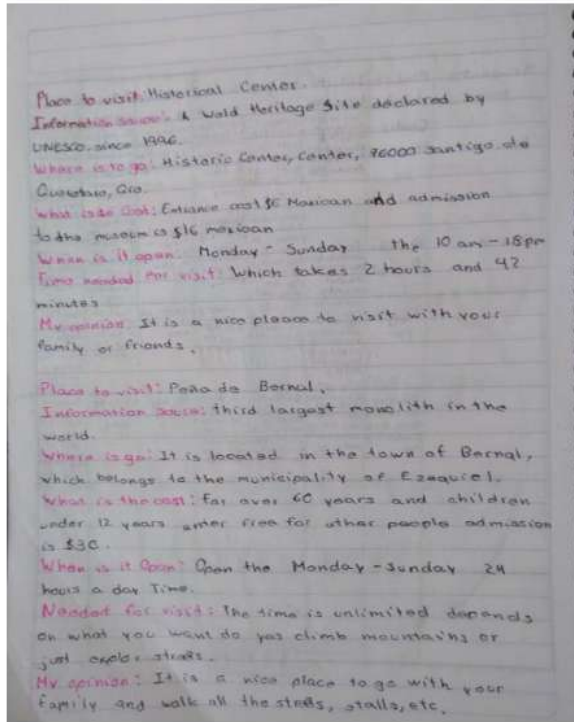 Place to visit: Historical Center.
Information source: A Wold Heritage Site declared by
UNESCO since 1996.
Where is to go: Historic Center, Center, 76000 Santigo de
Queretaro, Qro.
What is the Cost: Entrance cost $6 Mexican and admission
to the museum is $16 mexican
When is it open: Monday - Sunday the 10 am - 18 pm
Time needed for visit: Which takes 2 hours and 42
minutes
My opinion: It is a nice pleace to visit with your
family or friends.
Place to visit: Peña de Bernal.
Information source: third largest monolith in the
world.
Where is go: It is located in the town of Bernal,
which belongs to the municipality of Ezequiel.
What is the cost: For over 60 years and children
under 12 years enter free for uther people admission
is $30.
When is it Open: Open the Monday - Sunday 24
hours a day Time.
Needed for visit: The time is unlimited depends
on what you want do yas climb mountains or
just explor streets.
My opinion: It is a nice place to go with your
family and walk all the streets, stalls, etc.